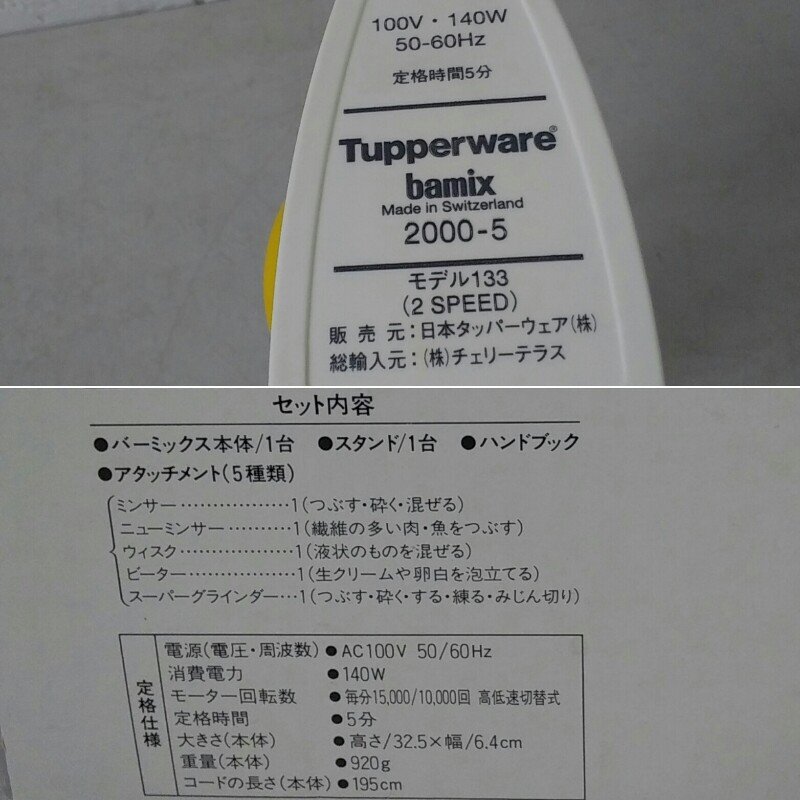 100V・140W
50-60Hz
定格時間5分
Tupperware®
bamix
Made in Switzerland
2000-5
モデル133
(2 SPEED)
販売元：日本タッパーウェア(株)
総輸入元：(株)チェリーテラス
セット内容
●バーミックス本体/1台 ●スタンド/1台 ●ハンドブック
●アタッチメント(5種類)
ミンサー………………1(つぶす・砕く・混ぜる)
ニューミンサー………1(繊維の多い肉・魚をつぶす)
ウィスク………………1(液状のものを混ぜる)
ビーター………………1(生クリームや卵白を泡立てる)
スーパーグラインダー…1(つぶす・砕く・する・練る・みじん切り)
定格仕様
電源(電圧・周波数) ●AC100V 50/60Hz
消費電力 ●140W
モーター回転数 ●毎分15,000/10,000回 高低速切替式
定格時間 ●5分
大きさ(本体) ●高さ/32.5×幅/6.4cm
重量(本体) ●920g
コードの長さ(本体) ●195cm